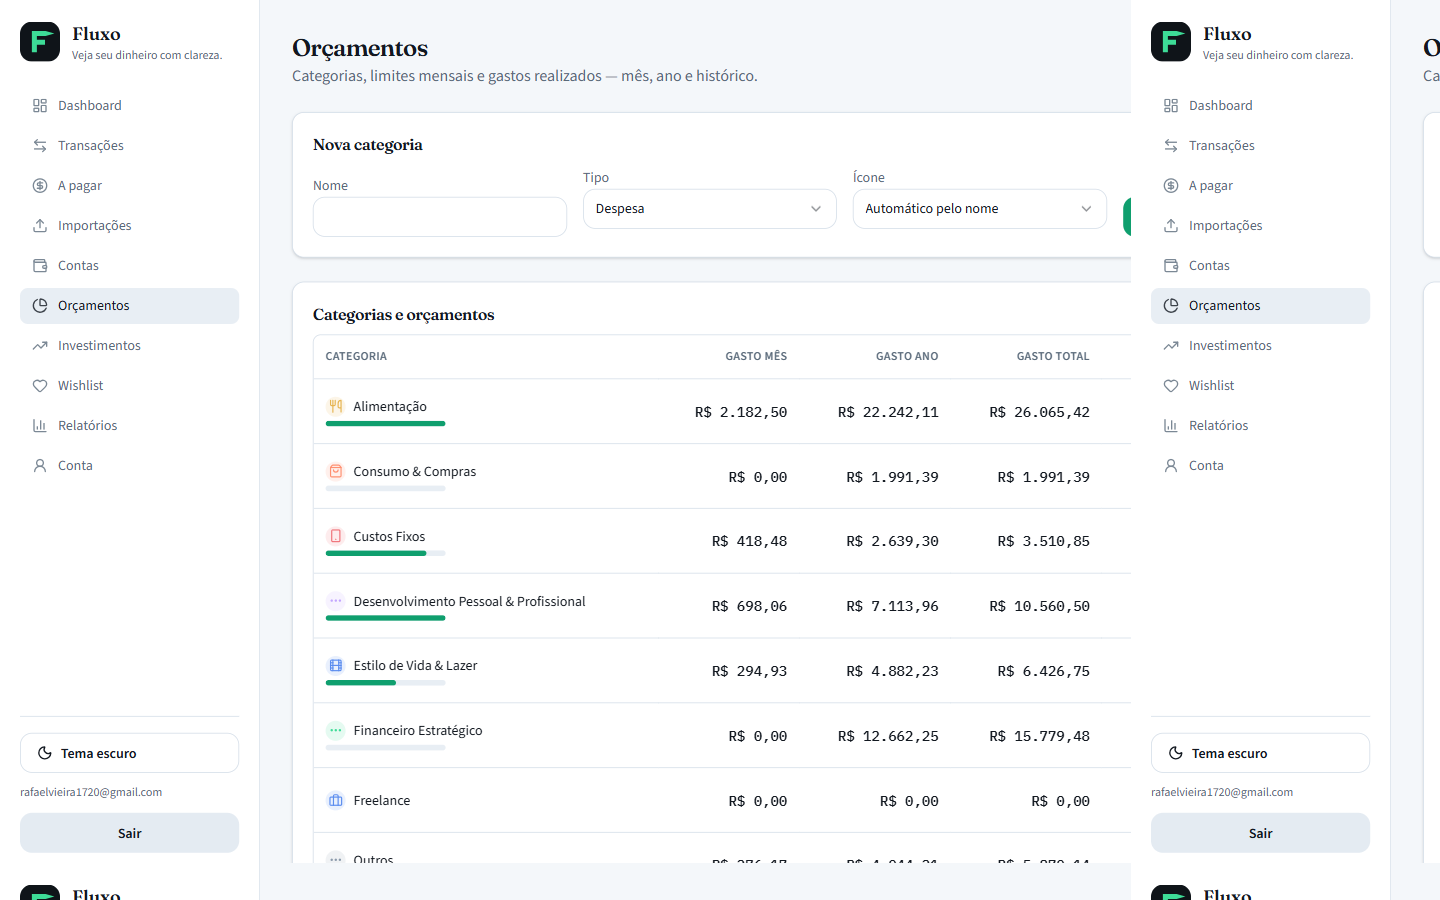 Fluxo
Veja seu dinheiro com clareza.
Dashboard
Transações
A pagar
Importações
Contas
Orçamentos
Investimentos
Wishlist
Relatórios
Conta
Tema escuro
rafaelvieira1720@gmail.com
Sair
Fluxo
Orçamentos
Categorias, limites mensais e gastos realizados — mês, ano e histórico.
Nova categoria
Nome
Tipo
Despesa
Ícone
Automático pelo nome
Categorias e orçamentos
CATEGORIA GASTO MÊS GASTO ANO GASTO TOTAL
Alimentação R$ 2.182,50 R$ 22.242,11 R$ 26.065,42
Consumo & Compras R$ 0,00 R$ 1.991,39 R$ 1.991,39
Custos Fixos R$ 418,48 R$ 2.639,30 R$ 3.510,85
Desenvolvimento Pessoal & Profissional R$ 698,06 R$ 7.113,96 R$ 10.560,50
Estilo de Vida & Lazer R$ 294,93 R$ 4.882,23 R$ 6.426,75
Financeiro Estratégico R$ 0,00 R$ 12.662,25 R$ 15.779,48
Freelance R$ 0,00 R$ 0,00 R$ 0,00
Outros
Fluxo
Veja seu dinheiro com clareza.
Dashboard
Transações
A pagar
Importações
Contas
Orçamentos
Investimentos
Wishlist
Relatórios
Conta
Tema escuro
rafaelvieira1720@gmail.com
Sair
Fluxo
O
Ca